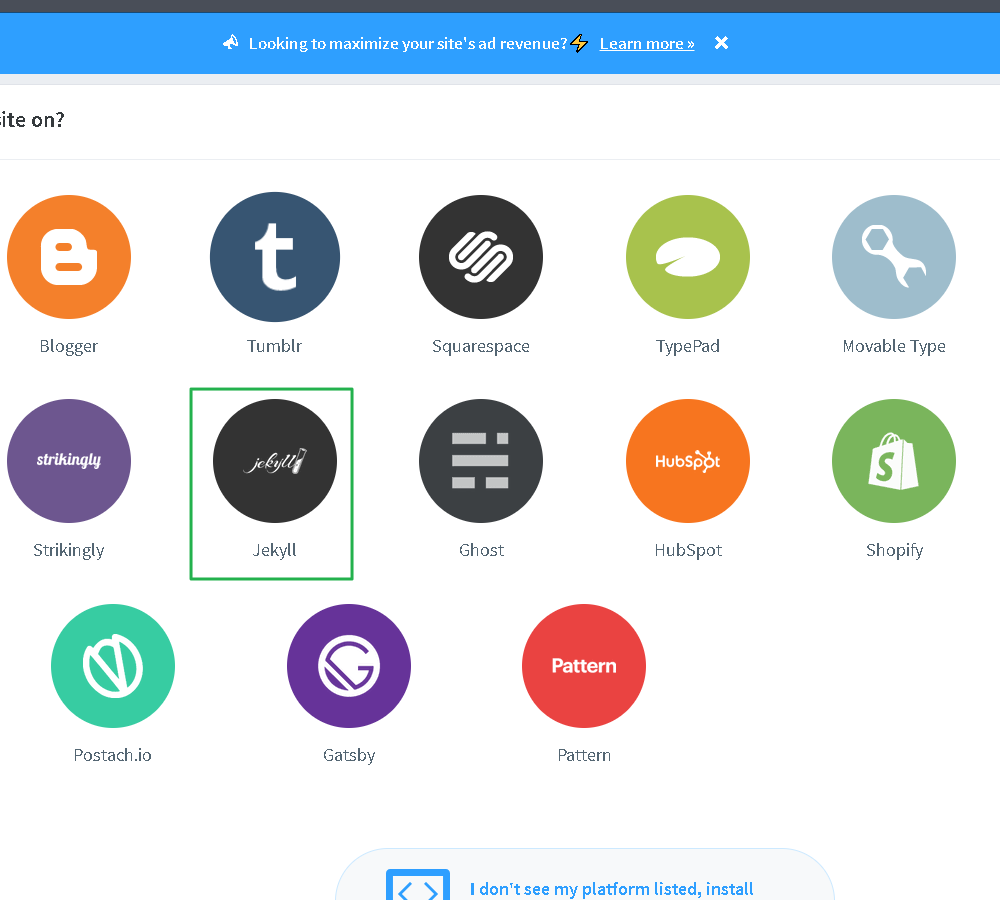 Looking to maximize your site's ad revenue?⚡ Learn more »
site on?
Blogger
Tumblr
Squarespace
TypePad
Movable Type
strikingly
jekyll
HubSpot
Strikingly
Jekyll
Ghost
HubSpot
Shopify
Pattern
Postach.io
Gatsby
Pattern
I don't see my platform listed, install